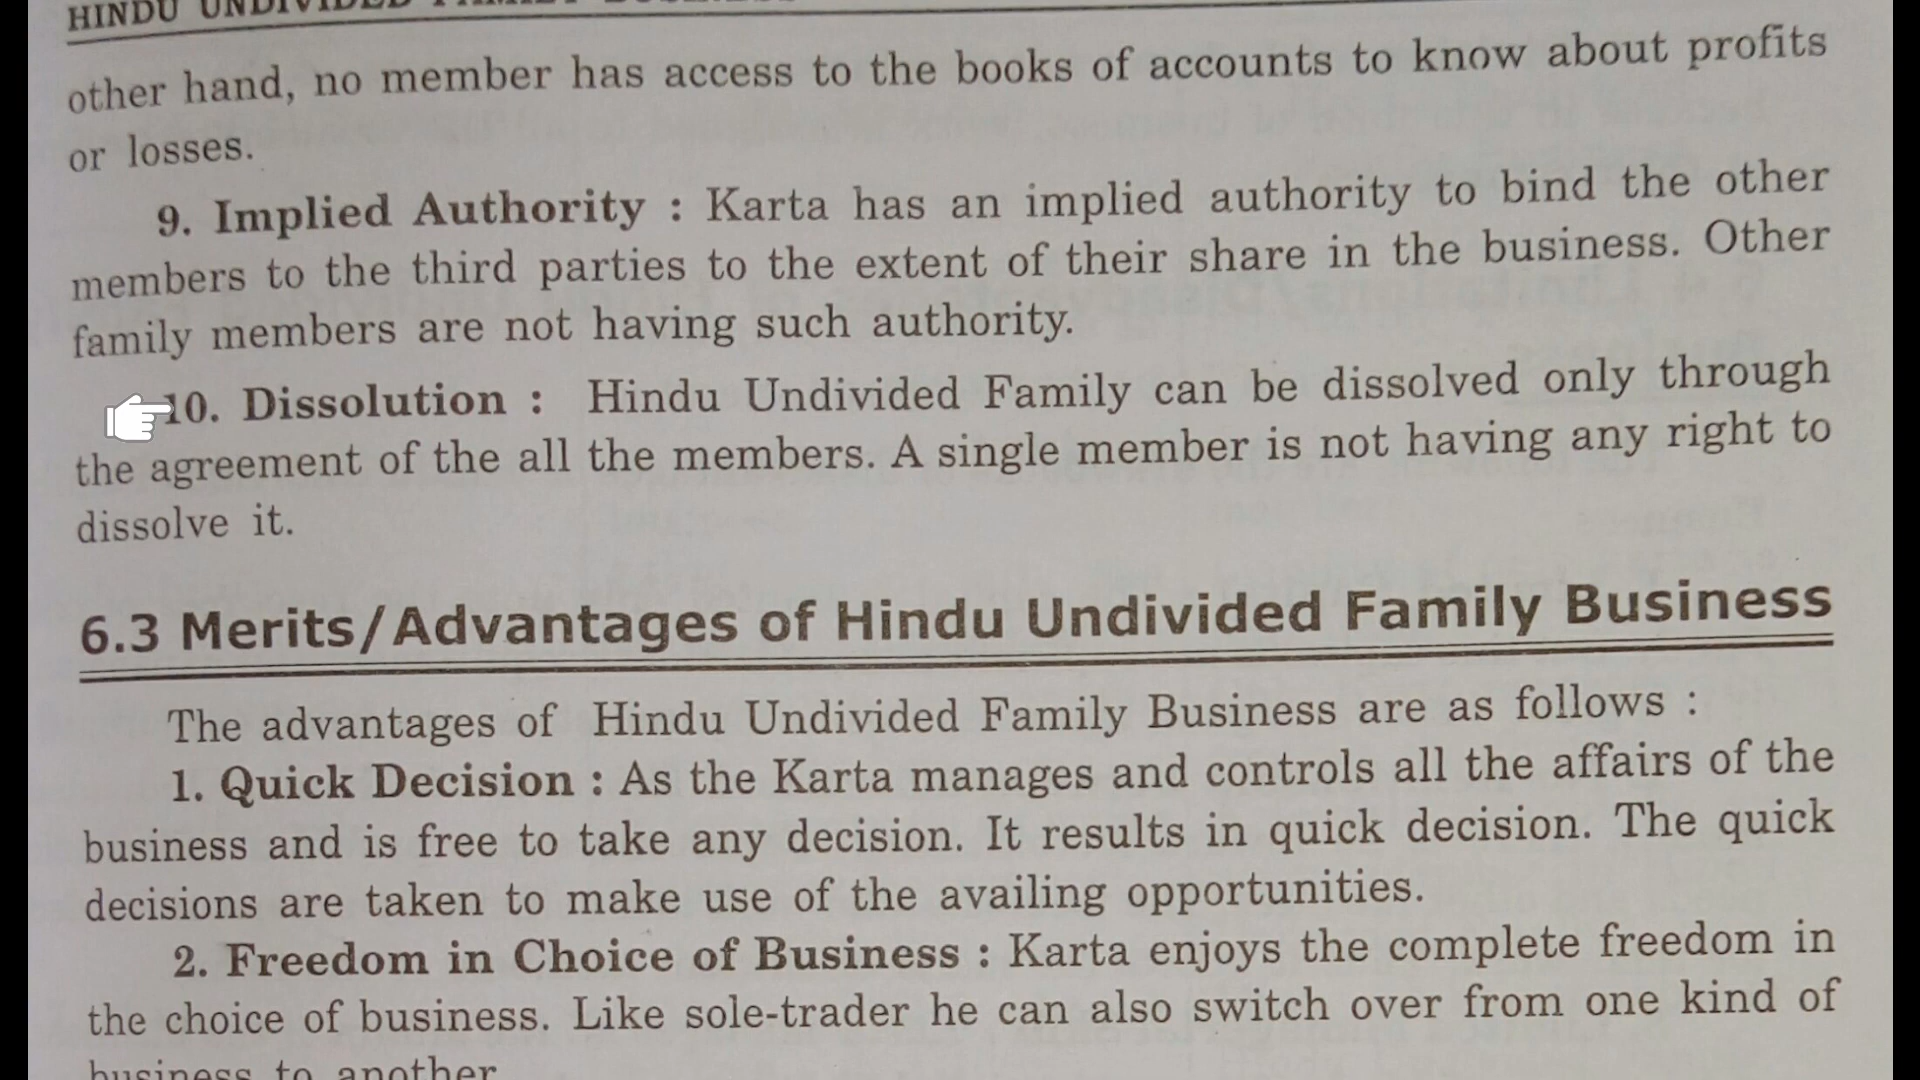 HINDU UNDIVIDED FAMILY BUSINESS
other hand, no member has access to the books of accounts to know about profits
or losses.
9. Implied Authority : Karta has an implied authority to bind the other
members to the third parties to the extent of their share in the business. Other
family members are not having such authority.
10. Dissolution : Hindu Undivided Family can be dissolved only through
the agreement of the all the members. A single member is not having any right to
dissolve it.
6.3 Merits/Advantages of Hindu Undivided Family Business
The advantages of Hindu Undivided Family Business are as follows :
1. Quick Decision : As the Karta manages and controls all the affairs of the
business and is free to take any decision. It results in quick decision. The quick
decisions are taken to make use of the availing opportunities.
2. Freedom in Choice of Business : Karta enjoys the complete freedom in
the choice of business. Like sole-trader he can also switch over from one kind of
business to another